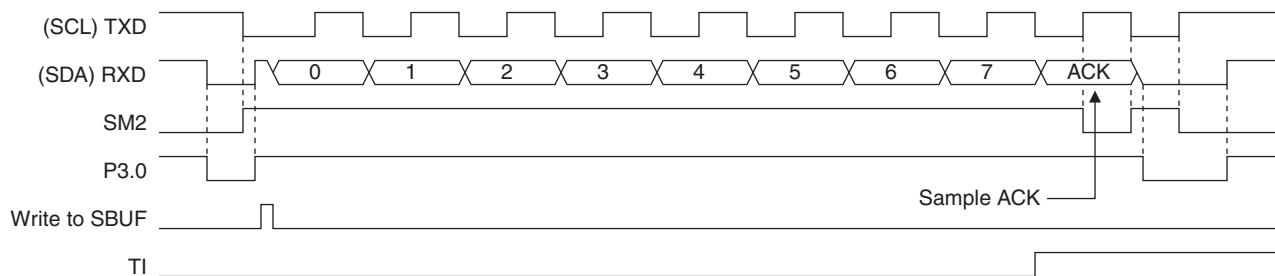 (SCL) TXD
(SDA) RXD 0 1 2 3 4 5 6 7 ACK
SM2
P3.0
Sample ACK
Write to SBUF
TI